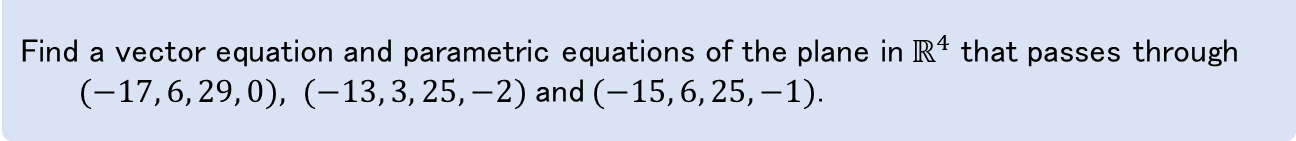 Find a vector equation and parametric equations of the plane in ℝ⁴ that passes through
(−17, 6, 29, 0), (−13, 3, 25, −2) and (−15, 6, 25, −1).